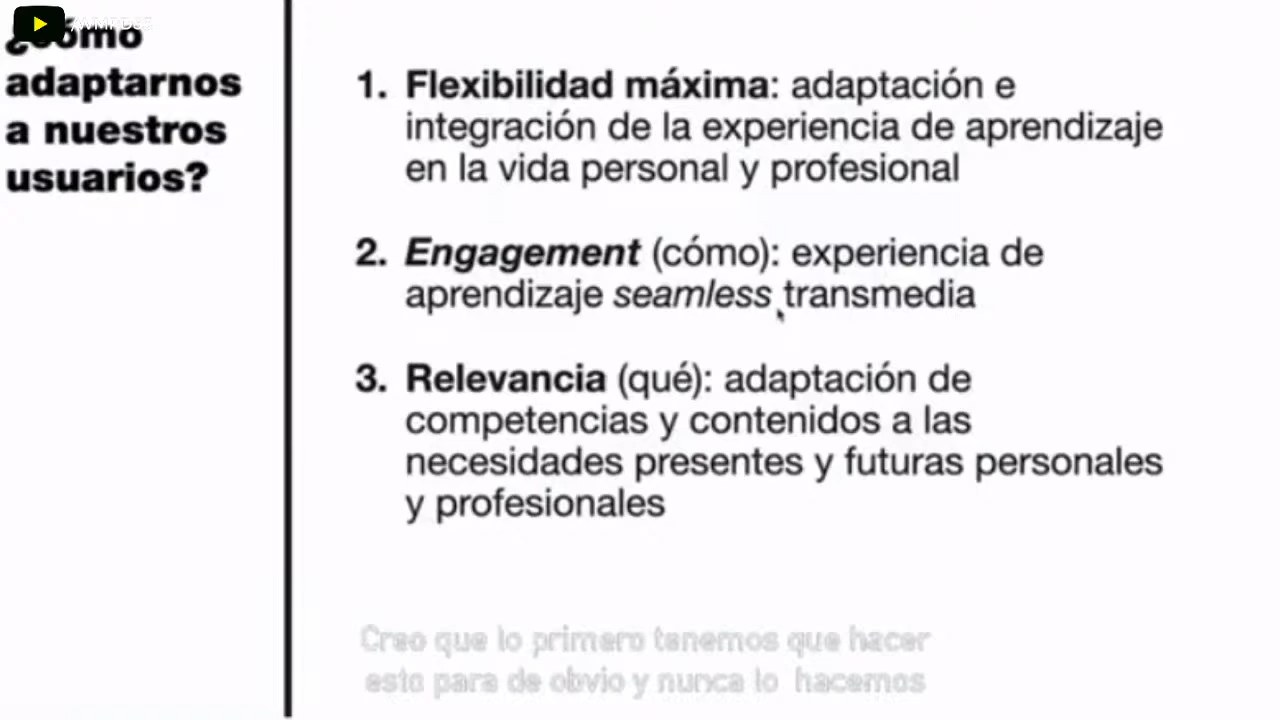 ¿Cómo
adaptarnos
a nuestros
usuarios?
1. Flexibilidad máxima: adaptación e
integración de la experiencia de aprendizaje
en la vida personal y profesional
2. Engagement (cómo): experiencia de
aprendizaje seamless transmedia
3. Relevancia (qué): adaptación de
competencias y contenidos a las
necesidades presentes y futuras personales
y profesionales
Creo que lo primero tenemos que hacer
esto para de obvio y nunca lo hacemos